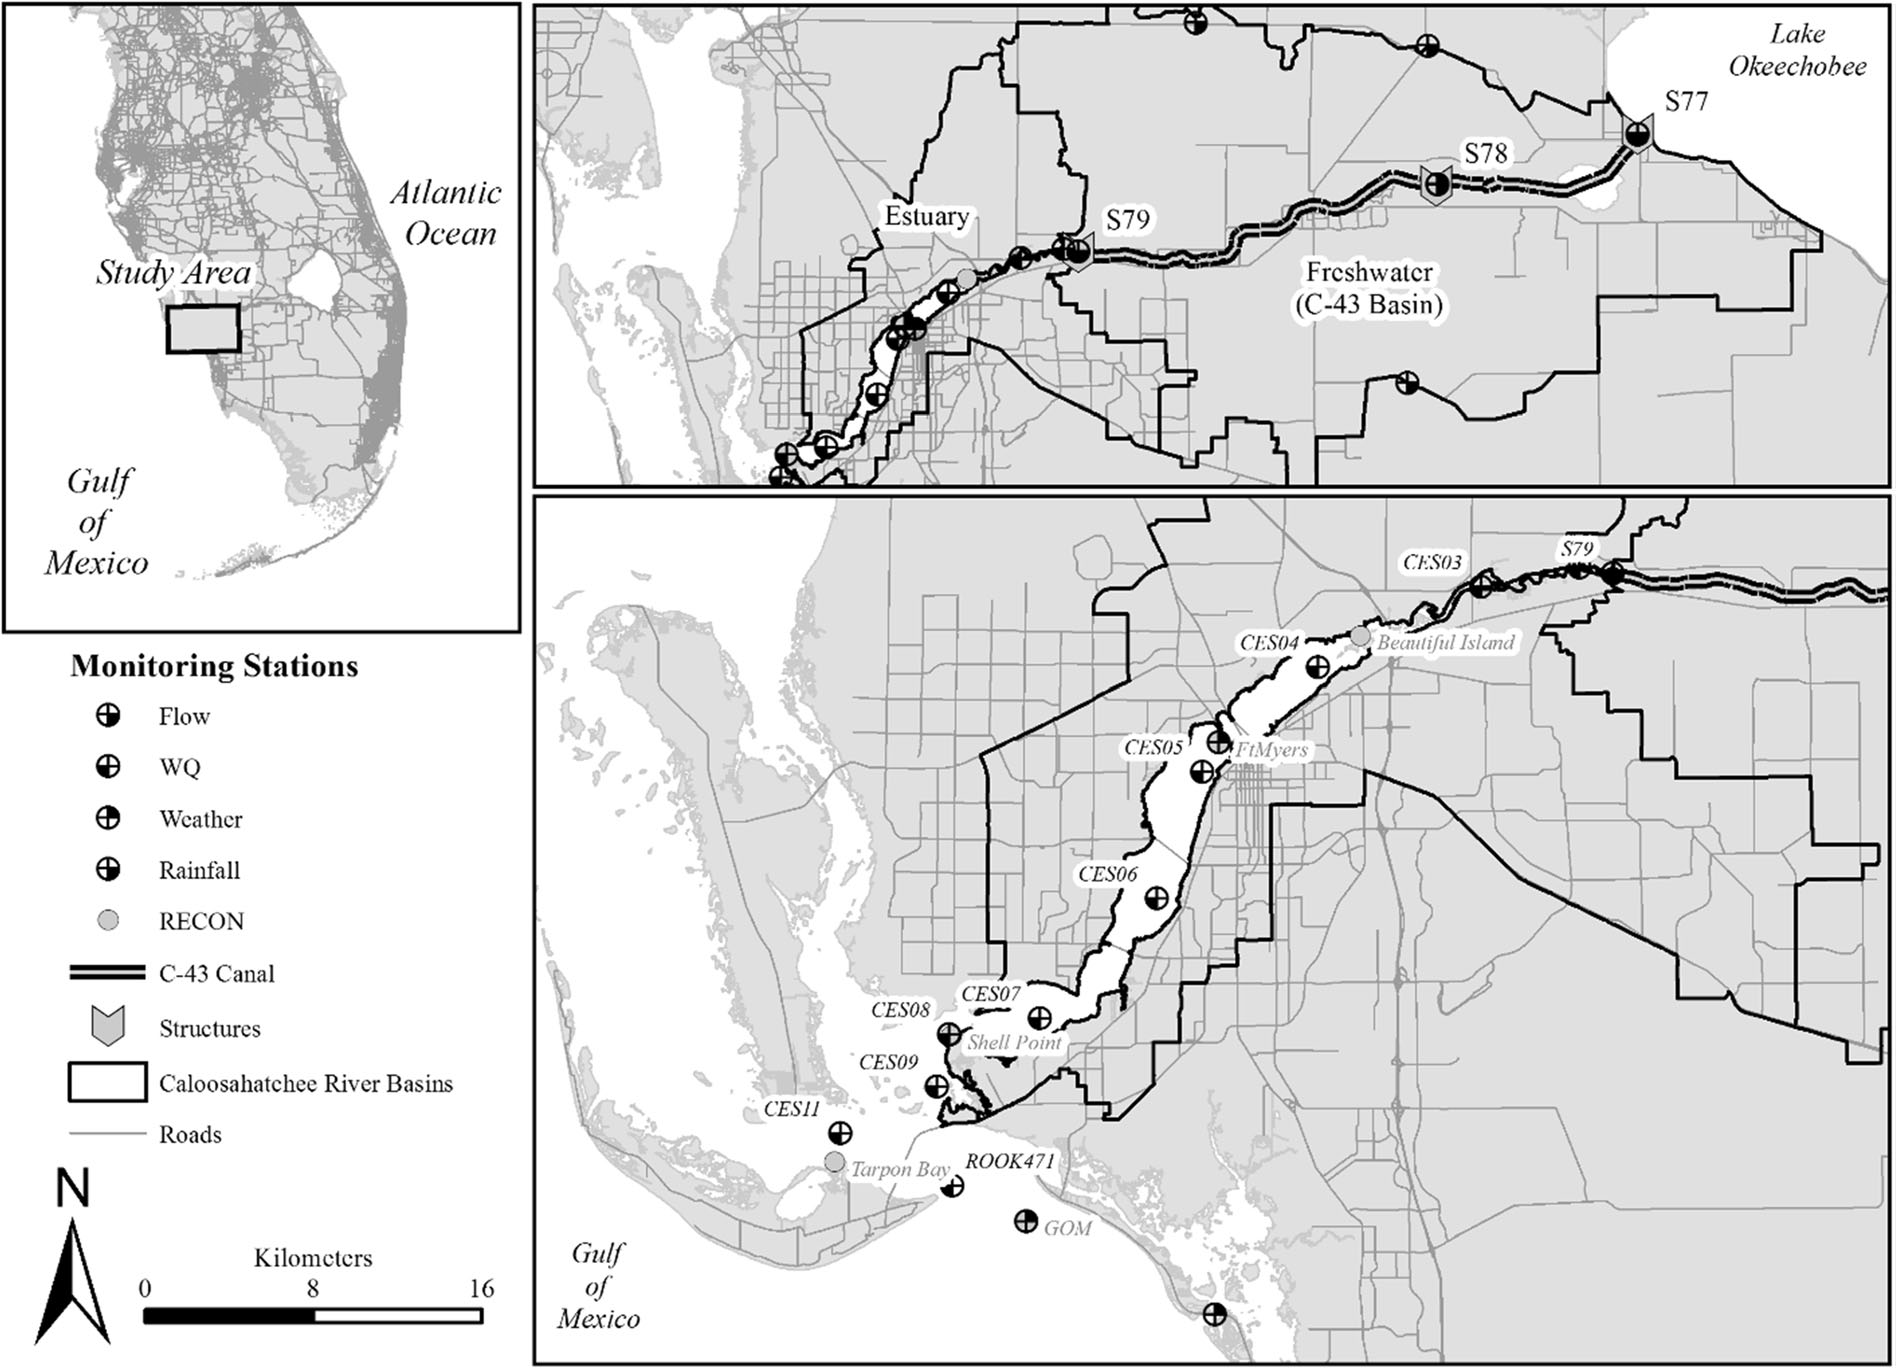 Atlantic
Ocean
Study Area
Gulf
of
Mexico
Lake
Okeechobee
S77
S78
S79
Estuary
Freshwater
(C-43 Basin)
Monitoring Stations
Flow
WQ
Weather
Rainfall
RECON
C-43 Canal
Structures
Caloosahatchee River Basins
Roads
N
Kilometers
0 8 16
S79
CES03
Beautiful Island
CES04
CES05
FtMyers
CES06
CES07
CES08
Shell Point
CES09
CES11
Tarpon Bay
ROOK471
GOM
Gulf
of
Mexico